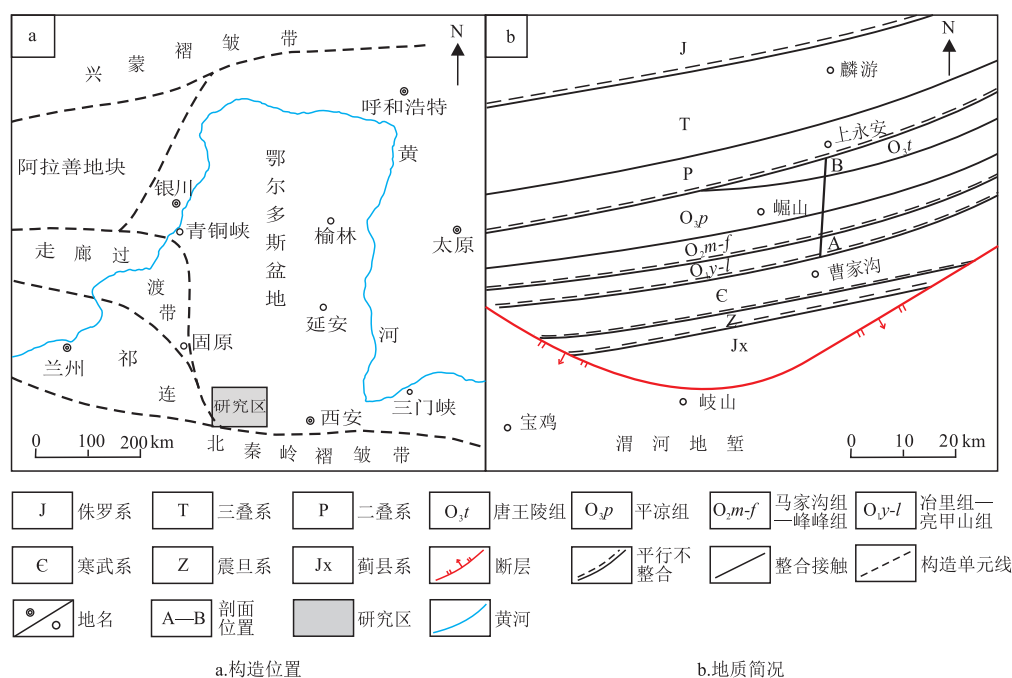 a
兴蒙褶皱带
N
呼和浩特
阿拉善地块
鄂尔多斯盆地
黄
银川
青铜峡
榆林
太原
走廊过渡带
延安
河
固原
兰州
祁连
研究区
西安
三门峡
0 100 200 km
北秦岭褶皱带
b
N
J
麟游
T
上永安
O₃t
B
P
崛山
O₃p
O₂m-f
A
O₁y-l
曹家沟
Є
Z
Jx
岐山
宝鸡
渭河地堑
0 10 20 km
J 侏罗系
T 三叠系
P 二叠系
O₃t 唐王陵组
O₃p 平凉组
O₂m-f 马家沟组
—峰峰组
O₁y-l 冶里组—
亮甲山组
Є 寒武系
Z 震旦系
Jx 蓟县系
断层
平行不
整合
整合接触
构造单元线
地名
A—B 剖面
位置
研究区
黄河
a.构造位置
b.地质简况